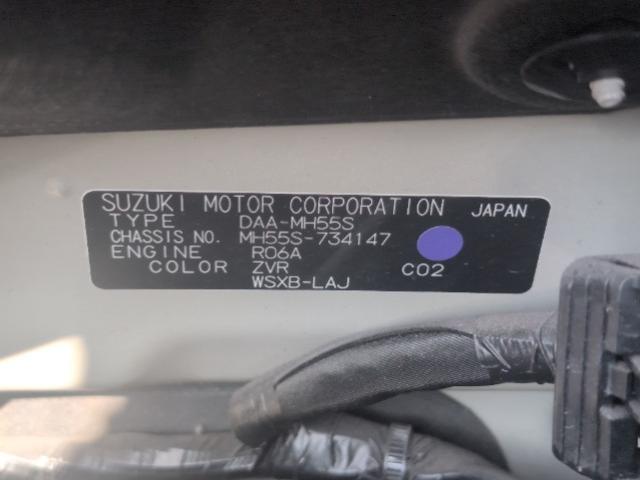 SUZUKI MOTOR CORPORATION JAPAN
TYPE DAA-MH55S
CHASSIS NO. MH55S-734147
ENGINE R06A
COLOR ZVR C02
WSXB-LAJ